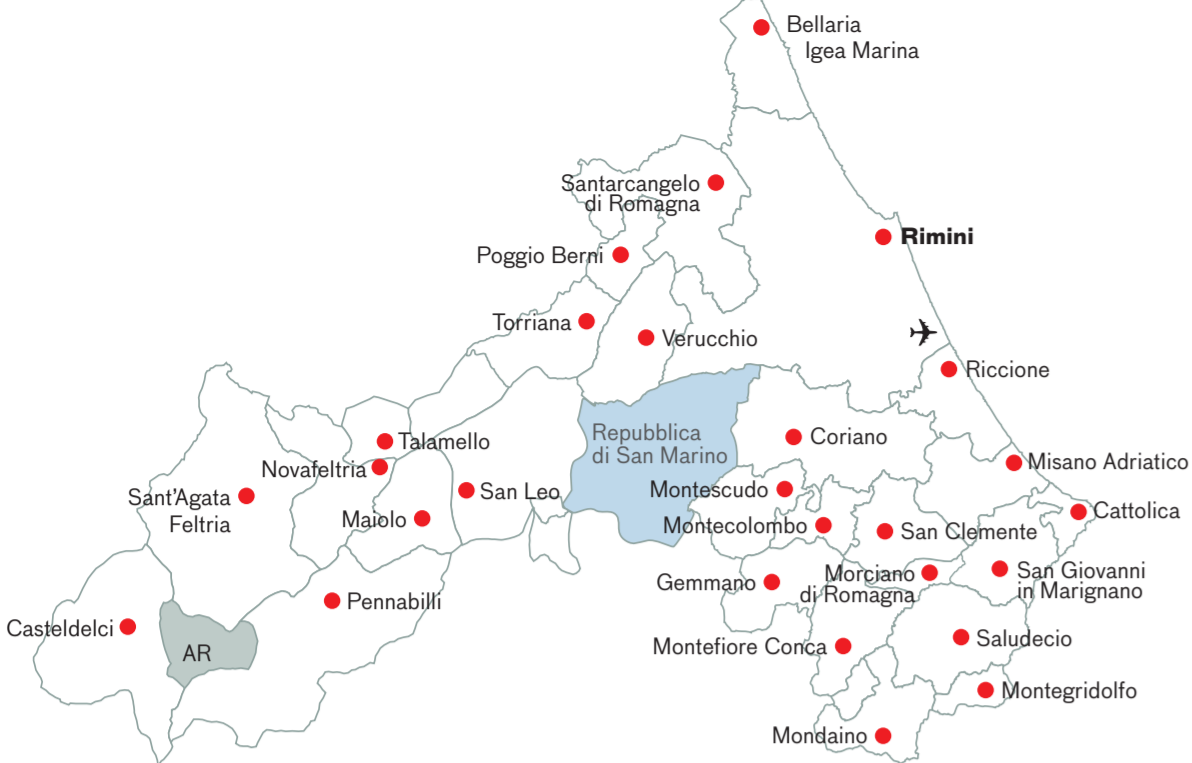 Bellaria
Igea Marina
Santarcangelo
di Romagna
Rimini
Poggio Berni
Torriana
Verucchio
Riccione
Repubblica
di San Marino
Coriano
Talamello
Novafeltria
Misano Adriatico
Sant'Agata
Feltria
San Leo
Montescudo
Maiolo
Cattolica
Montecolombo
San Clemente
Gemmano
Morciano
di Romagna
San Giovanni
in Marignano
Pennabilli
Casteldelci
AR
Montefiore Conca
Saludecio
Montegridolfo
Mondaino